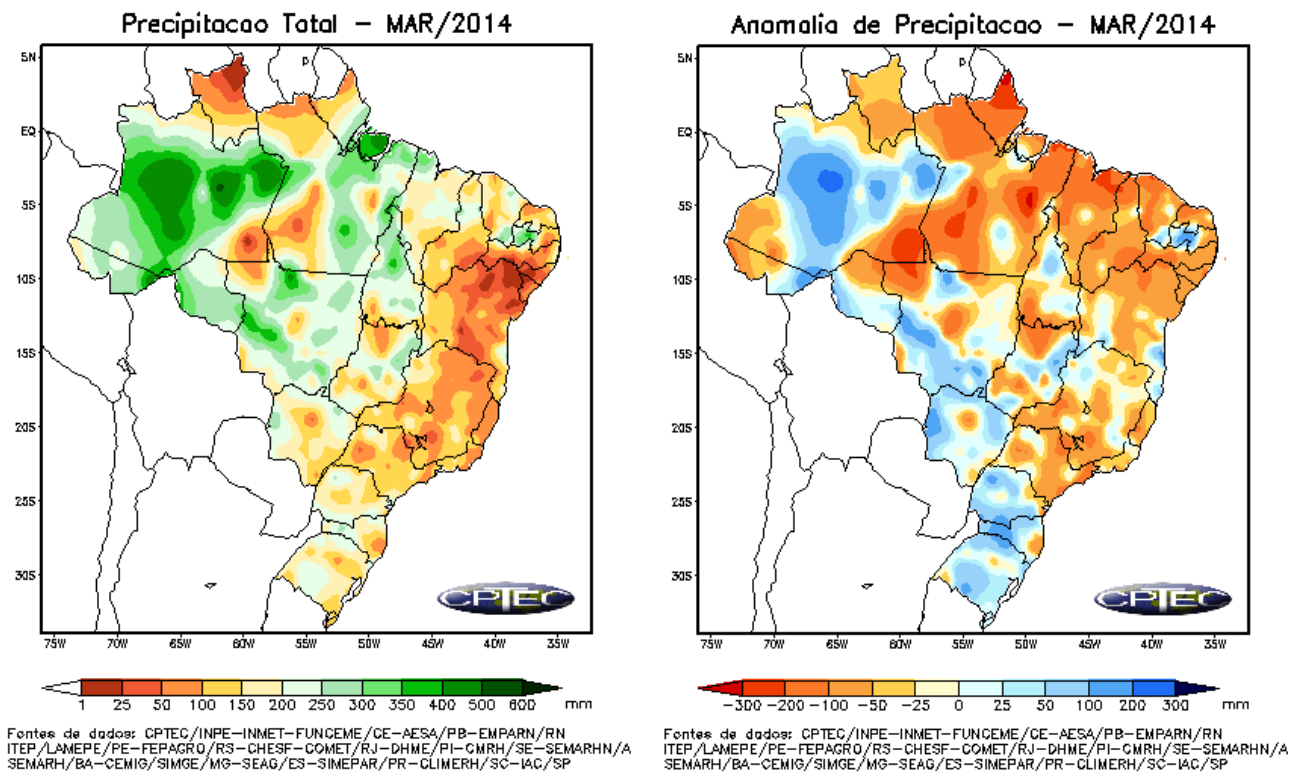 Precipitacao Total - MAR/2014
5N
EQ
5S
10S
15S
20S
25S
30S
75W 70W 65W 60W 55W 50W 45W 40W 35W
CPTEC
1 25 50 100 150 200 250 300 350 400 500 600 mm
Fontes de dados: CPTEC/INPE-INMET-FUNCEME/CE-AESA/PB-EMPARN/RN
ITEP/LAMEPE/PE-FEPAGRO/RS-CHESF-COMET/RJ-DHME/PI-CMRH/SE-SEMARHN/A
SEMARH/BA-CEMIG/SIMGE/MG-SEAG/ES-SIMEPAR/PR-CLIMERH/SC-IAC/SP
Anomalia de Precipitacao - MAR/2014
5N
EQ
5S
10S
15S
20S
25S
30S
75W 70W 65W 60W 55W 50W 45W 40W 35W
CPTEC
-300 -200 -100 -50 -25 0 25 50 100 200 300 mm
Fontes de dados: CPTEC/INPE-INMET-FUNCEME/CE-AESA/PB-EMPARN/RN
ITEP/LAMEPE/PE-FEPAGRO/RS-CHESF-COMET/RJ-DHME/PI-CMRH/SE-SEMARHN/A
SEMARH/BA-CEMIG/SIMGE/MG-SEAG/ES-SIMEPAR/PR-CLIMERH/SC-IAC/SP